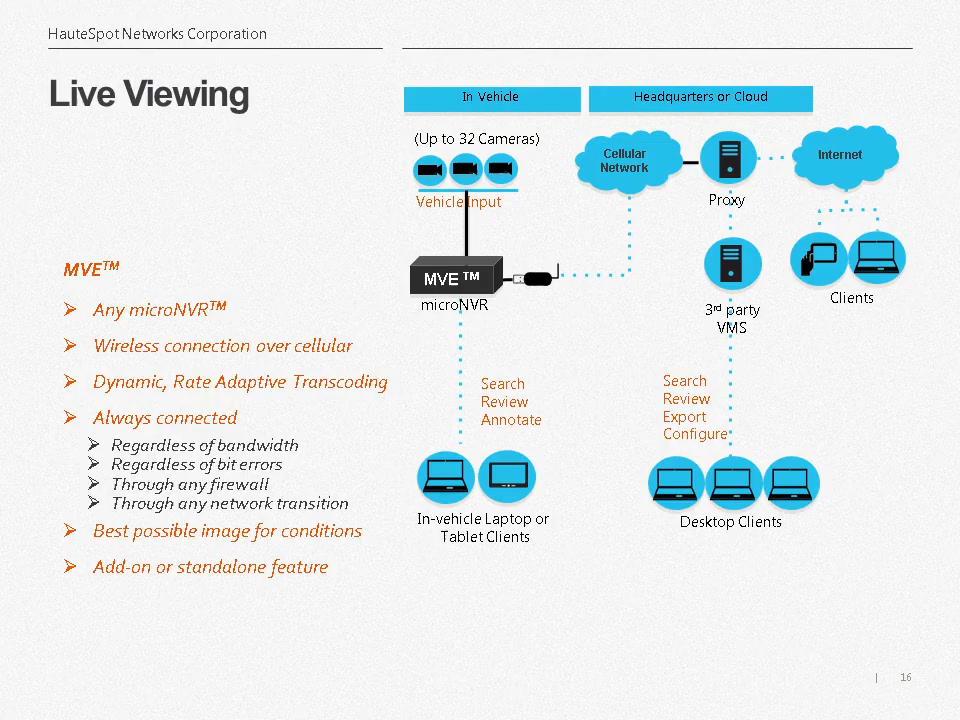 HauteSpot Networks Corporation
Live Viewing
MVE™
Any microNVR™
Wireless connection over cellular
Dynamic, Rate Adaptive Transcoding
Always connected
Regardless of bandwidth
Regardless of bit errors
Through any firewall
Through any network transition
Best possible image for conditions
Add-on or standalone feature
In Vehicle
Headquarters or Cloud
(Up to 32 Cameras)
Vehicle Input
MVE ™
microNVR
Search
Review
Annotate
In-vehicle Laptop or
Tablet Clients
Cellular
Network
Proxy
Internet
Clients
3rd party
VMS
Search
Review
Export
Configure
Desktop Clients
| 16